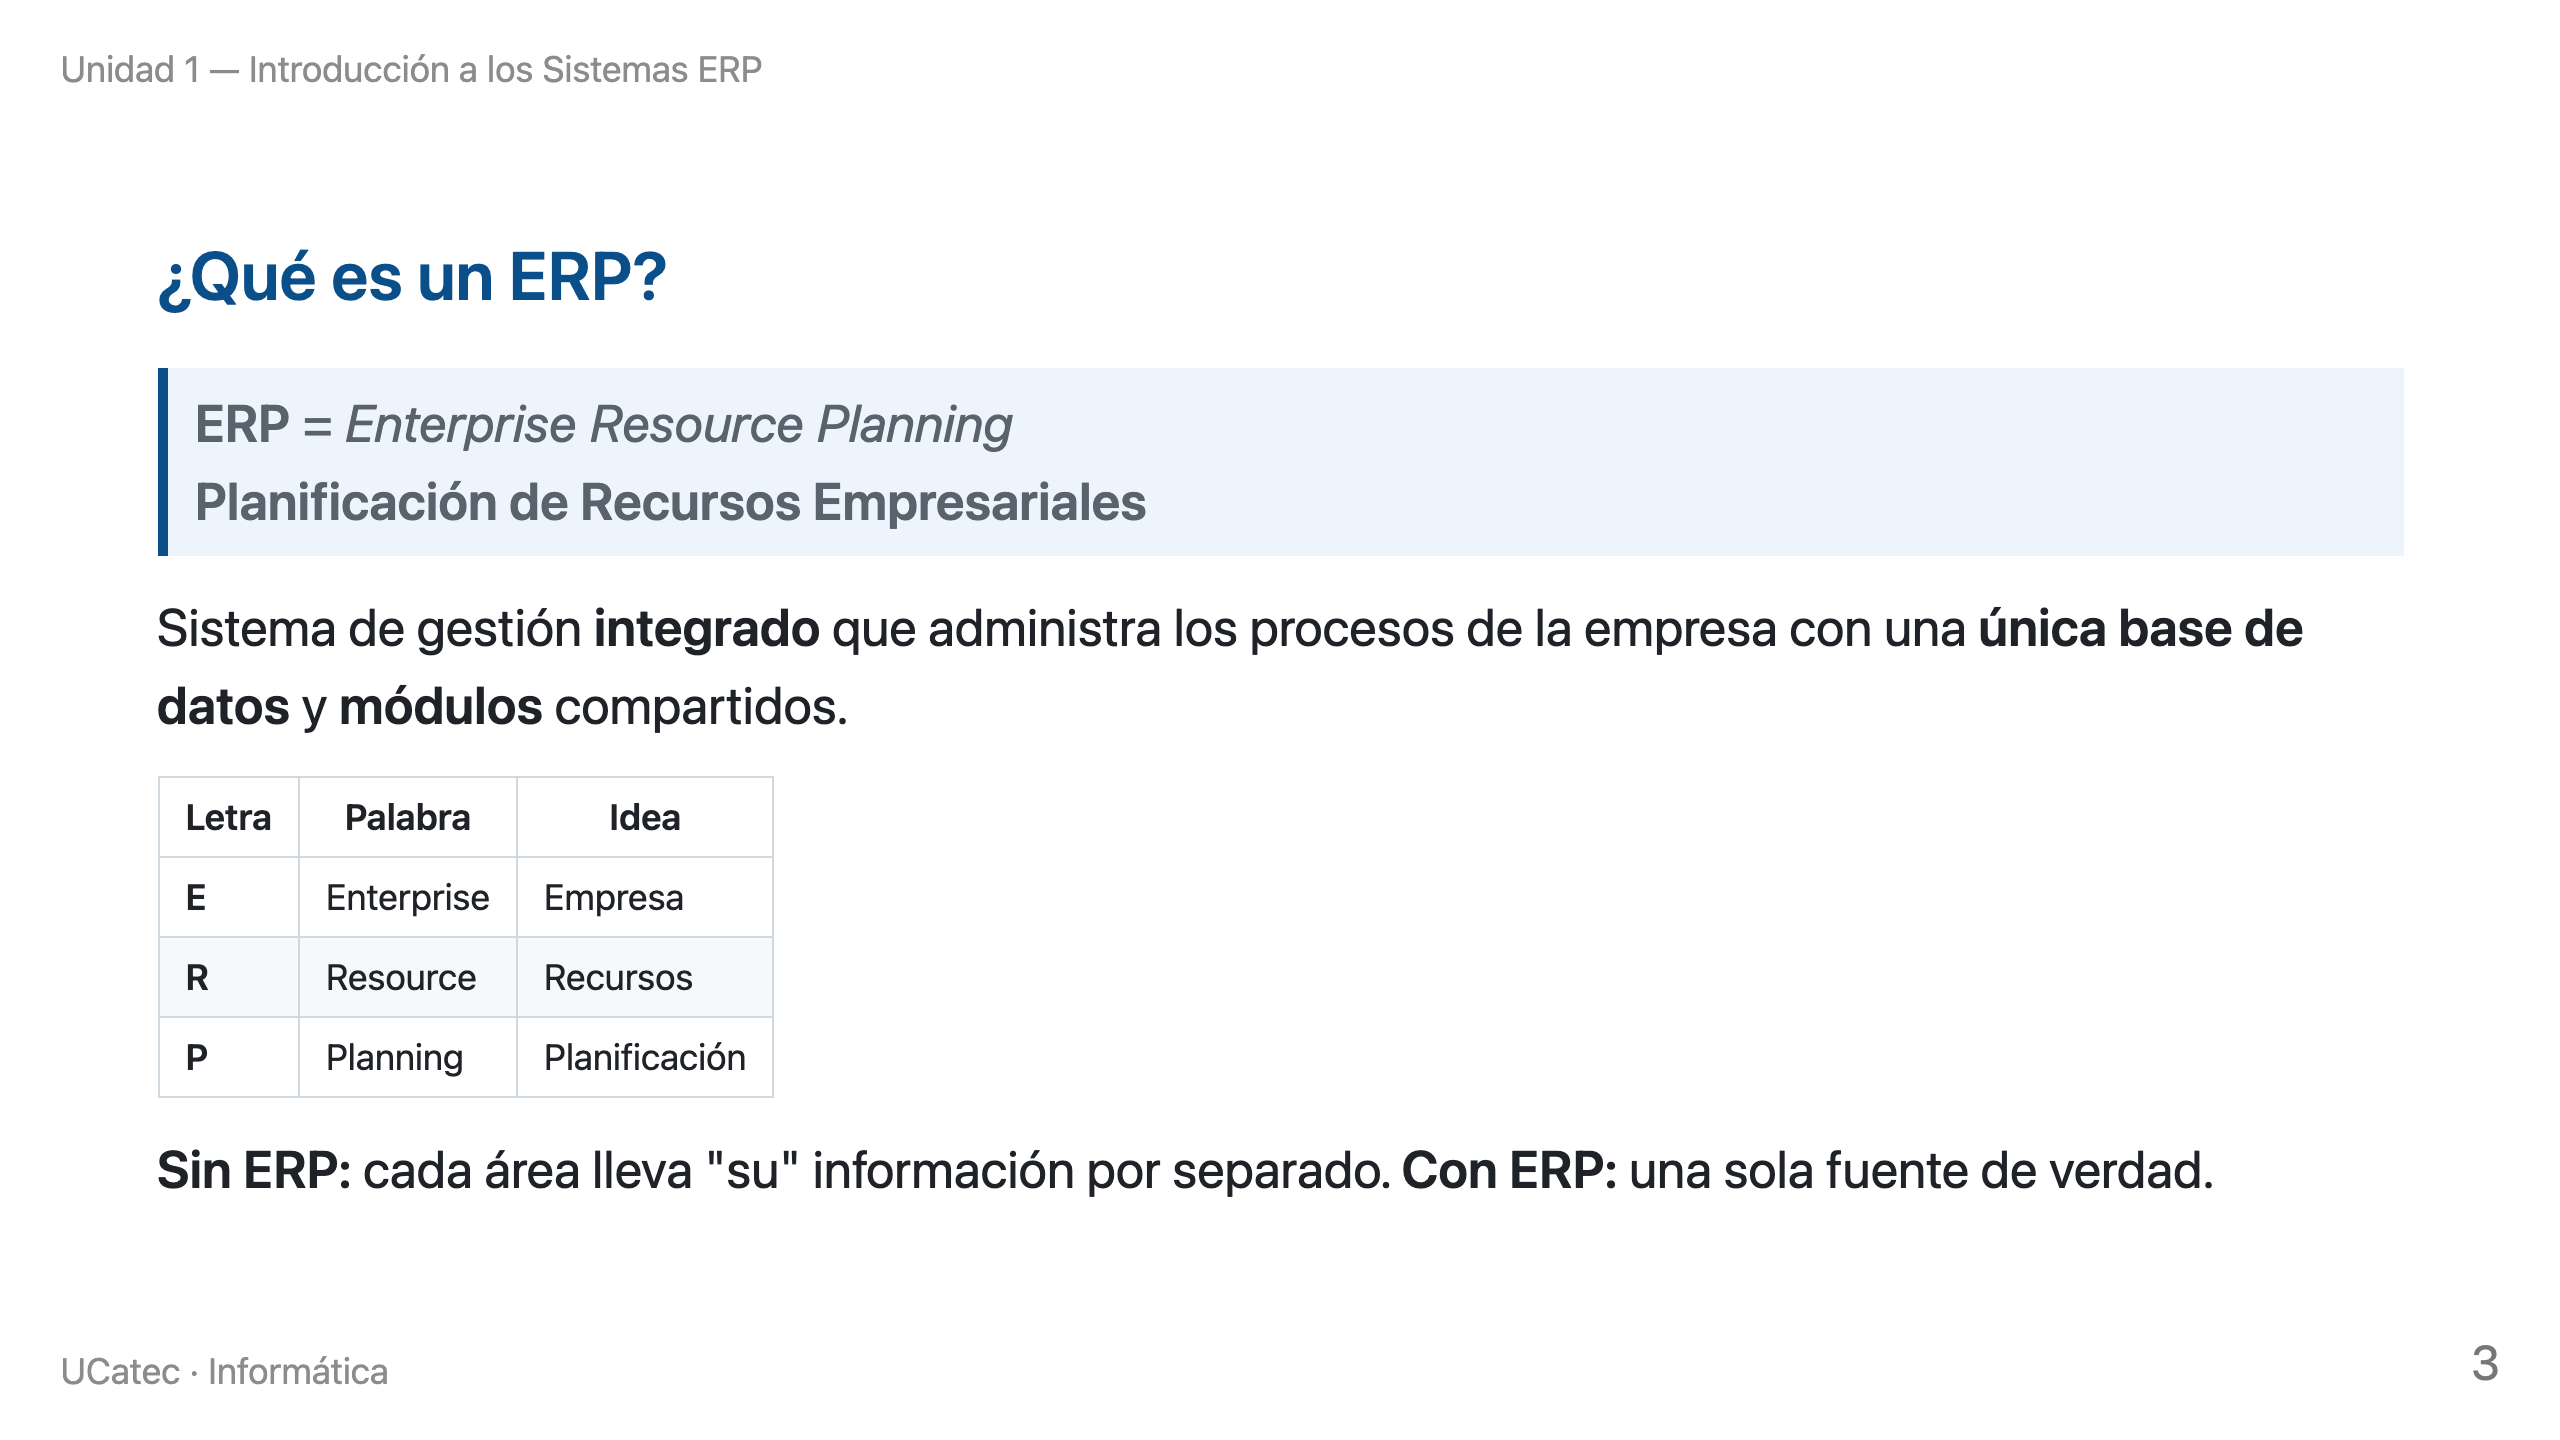 Unidad 1 — Introducción a los Sistemas ERP
¿Qué es un ERP?
ERP = Enterprise Resource Planning
Planificación de Recursos Empresariales
Sistema de gestión integrado que administra los procesos de la empresa con una única base de
datos y módulos compartidos.
Letra Palabra Idea
E Enterprise Empresa
R Resource Recursos
P Planning Planificación
Sin ERP: cada área lleva "su" información por separado. Con ERP: una sola fuente de verdad.
UCatec · Informática
3